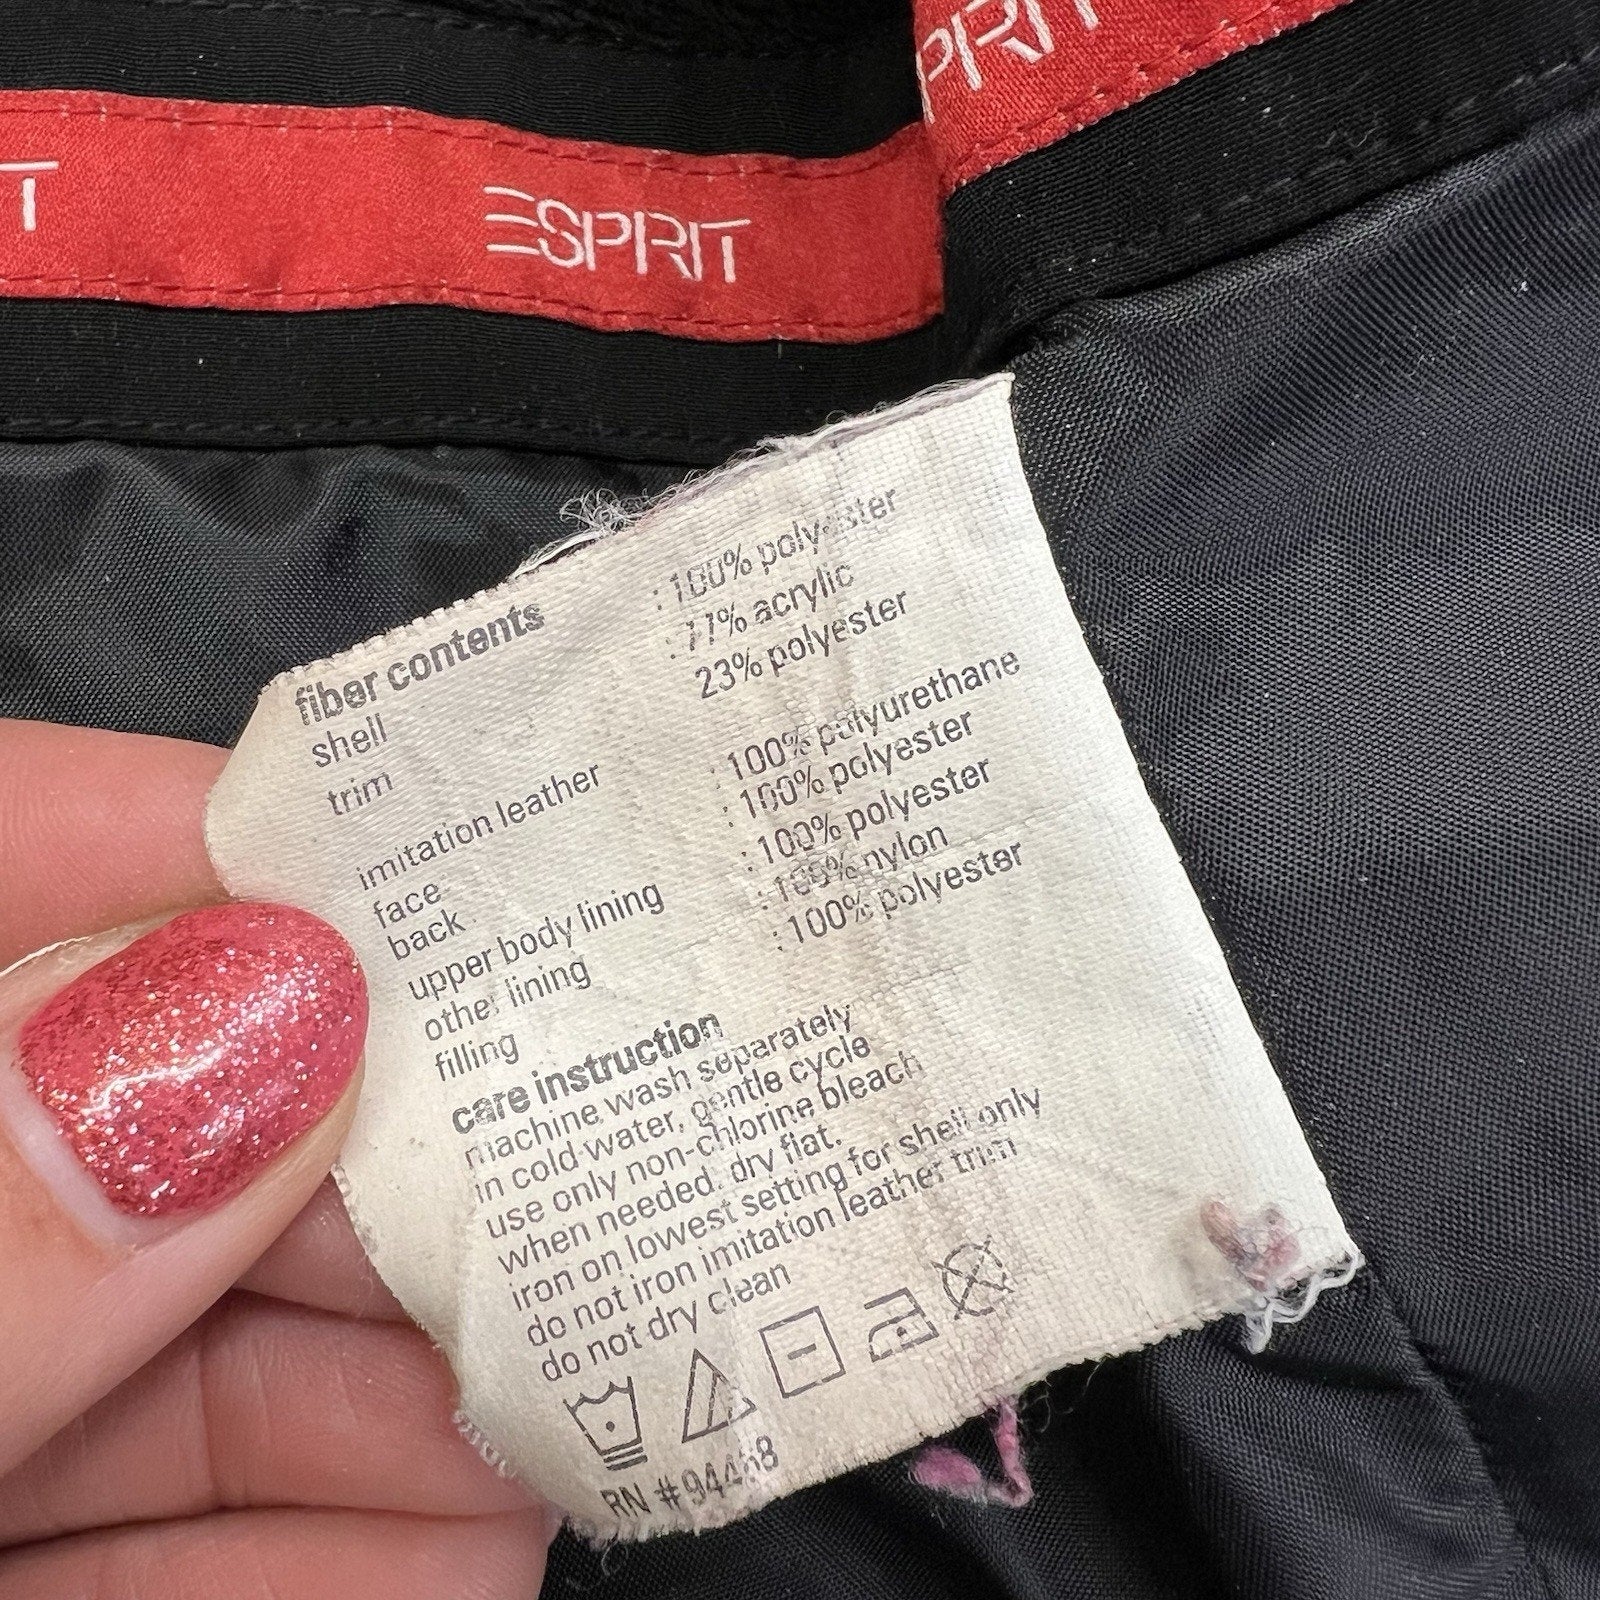 ESPRIT
ESPRIT
fiber contents
shell : 100% polyester
trim : 77% acrylic
23% polyester
imitation leather
face : 100% polyurethane
back : 100% polyester
upper body lining : 100% polyester
other lining : 100% nylon
filling : 100% polyester
care instruction
machine wash separately
in cold water, gentle cycle
use only non-chlorine bleach
when needed. dry flat.
iron on lowest setting for shell only
do not iron imitation leather trim
do not dry clean
RN #